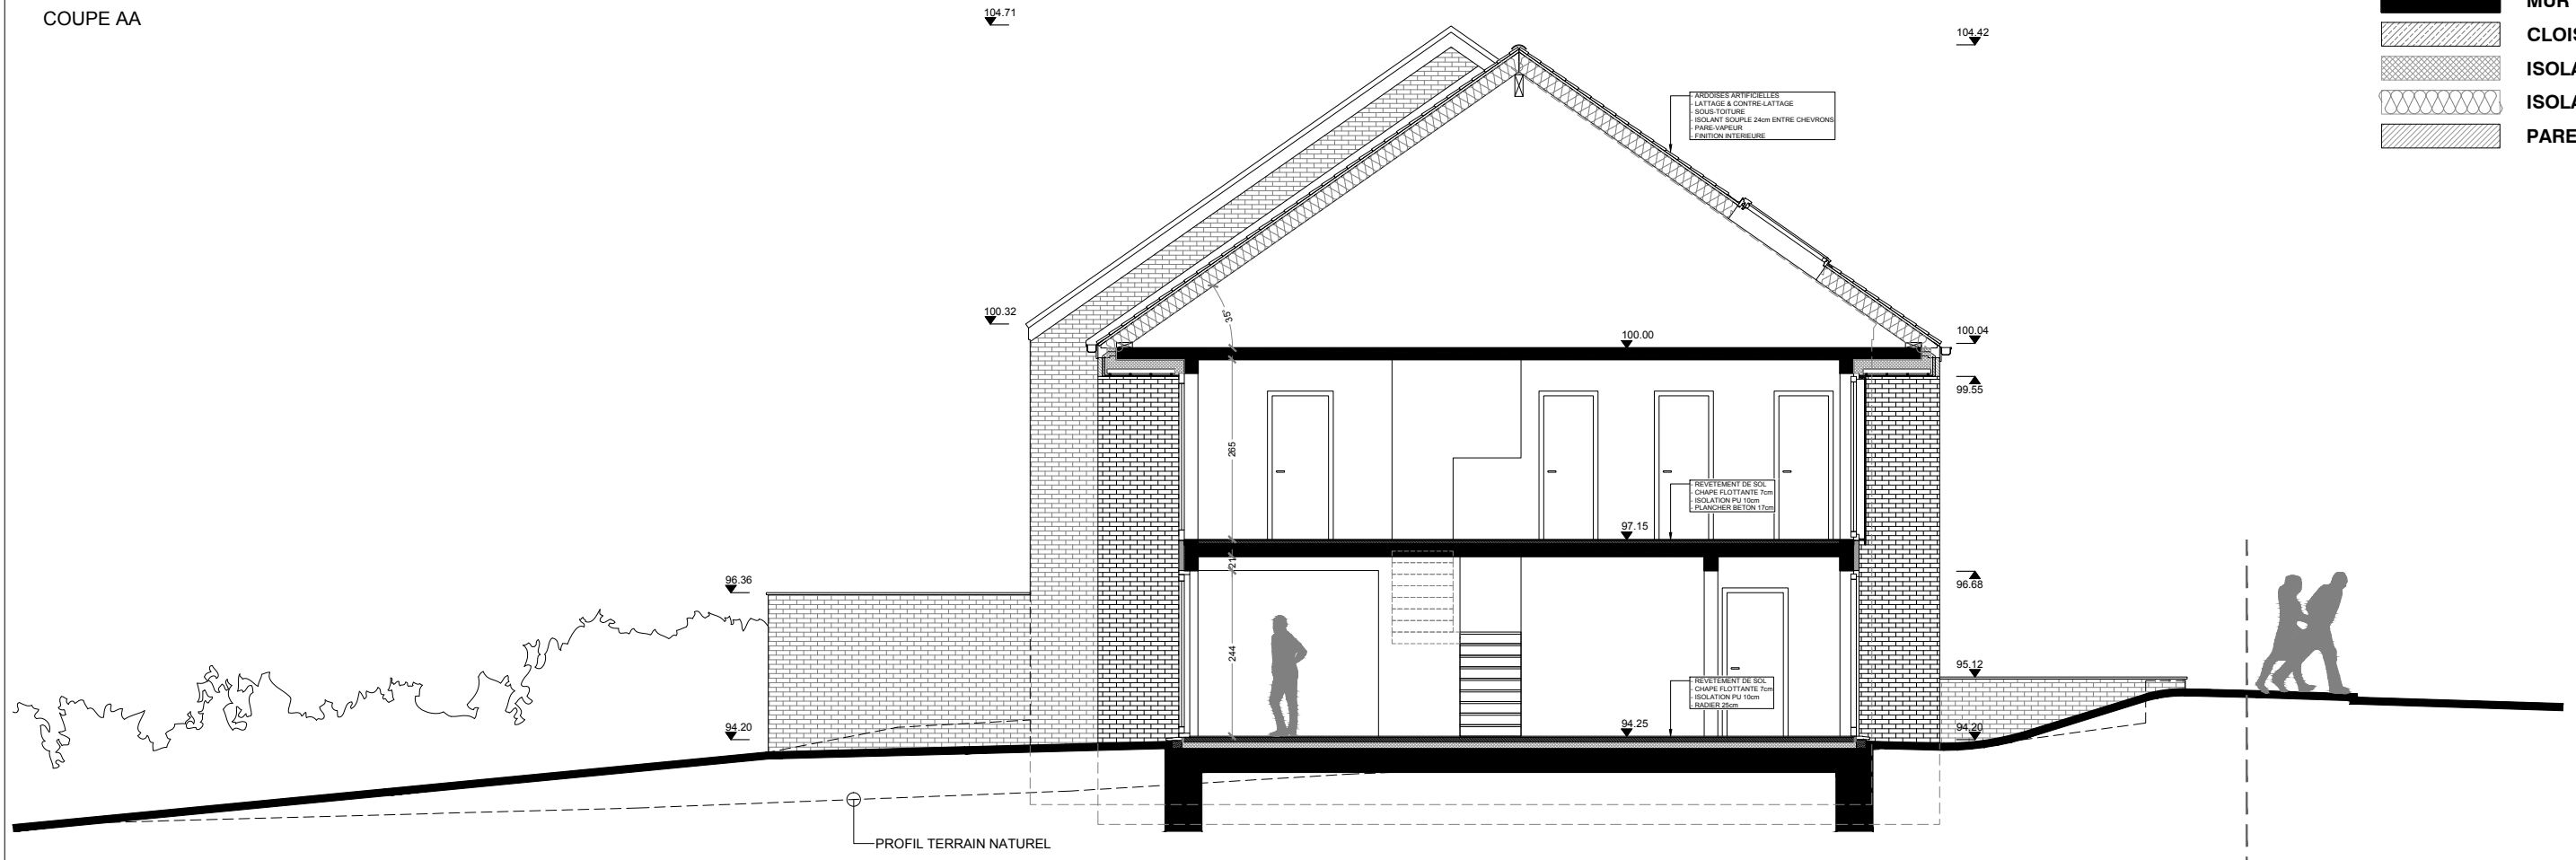 COUPE AA
104.71
104.42
MUR
CLOIS
ISOLA
ISOLA
PARE
- ARDOISES ARTIFICIELLES
- LATTAGE & CONTRE-LATTAGE
- SOUS-TOITURE
- ISOLANT SOUPLE 24cm ENTRE CHEVRONS
- PARE-VAPEUR
- FINITION INTERIEURE
100.32
35°
100.00
100.04
99.55
265
- REVETEMENT DE SOL
- CHAPE FLOTTANTE 7cm
- ISOLATION PU 10cm
- PLANCHER BETON 17cm
97.15
21
96.36
96.68
244
95.12
- REVETEMENT DE SOL
- CHAPE FLOTTANTE 7cm
- ISOLATION PU 10cm
- RADIER 25cm
94.20
94.25
94.20
PROFIL TERRAIN NATUREL